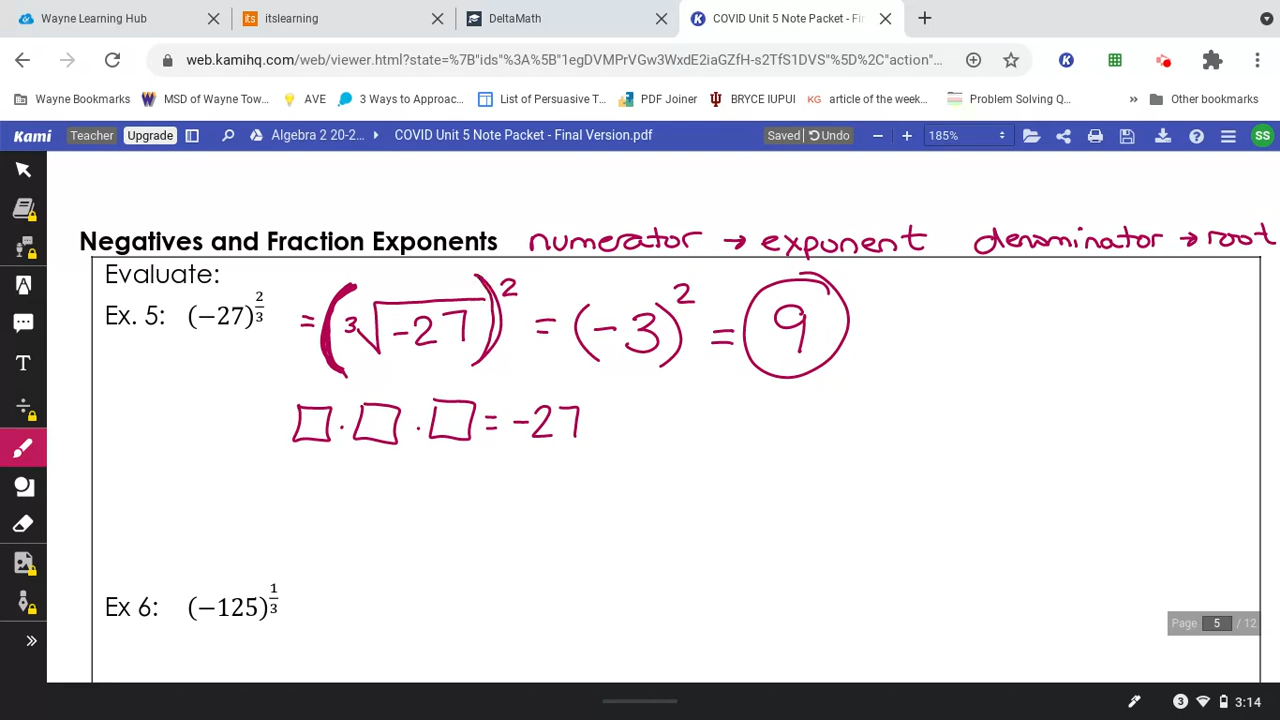 Wayne Learning Hub
itslearning
DeltaMath
COVID Unit 5 Note Packet - Fin
web.kamihq.com/web/viewer.html?state=%7B"ids"%3A%5B"1egDVMPrVGw3WxdE2iaGZfH-s2TfS1DVS"%5D%2C"action"...
Wayne Bookmarks
MSD of Wayne Tow...
AVE
3 Ways to Approac...
List of Persuasive T...
PDF Joiner
BRYCE IUPUI
KG article of the week...
Problem Solving Q...
» Other bookmarks
Kami Teacher Upgrade
Algebra 2 20-2... COVID Unit 5 Note Packet - Final Version.pdf
Saved Undo
185%
SS
Negatives and Fraction Exponents numerator → exponent denominator → root
Evaluate:
Ex. 5: (−27)^(2/3) = (∛-27)² = (-3)² = 9
□ · □ · □ = -27
Ex 6: (−125)^(1/3)
Page 5 / 12
3 3:14